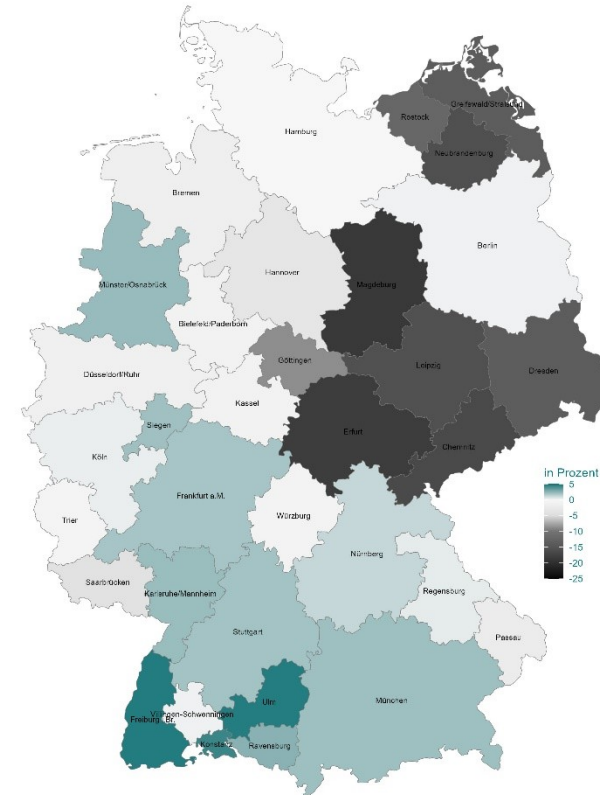 Hamburg
Rostock
Greifswald/Stralsund
Neubrandenburg
Bremen
Berlin
Hannover
Münster/Osnabrück
Magdeburg
Bielefeld/Paderborn
Göttingen
Leipzig
Dresden
Düsseldorf/Ruhr
Kassel
Siegen
Erfurt
Chemnitz
Köln
in Prozent
5
0
-5
-10
-15
-20
-25
Frankfurt a.M.
Trier
Würzburg
Nürnberg
Saarbrücken
Karlsruhe/Mannheim
Regensburg
Stuttgart
Passau
München
Ulm
Villingen-Schwenningen
Freiburg Br.
Konstanz
Ravensburg